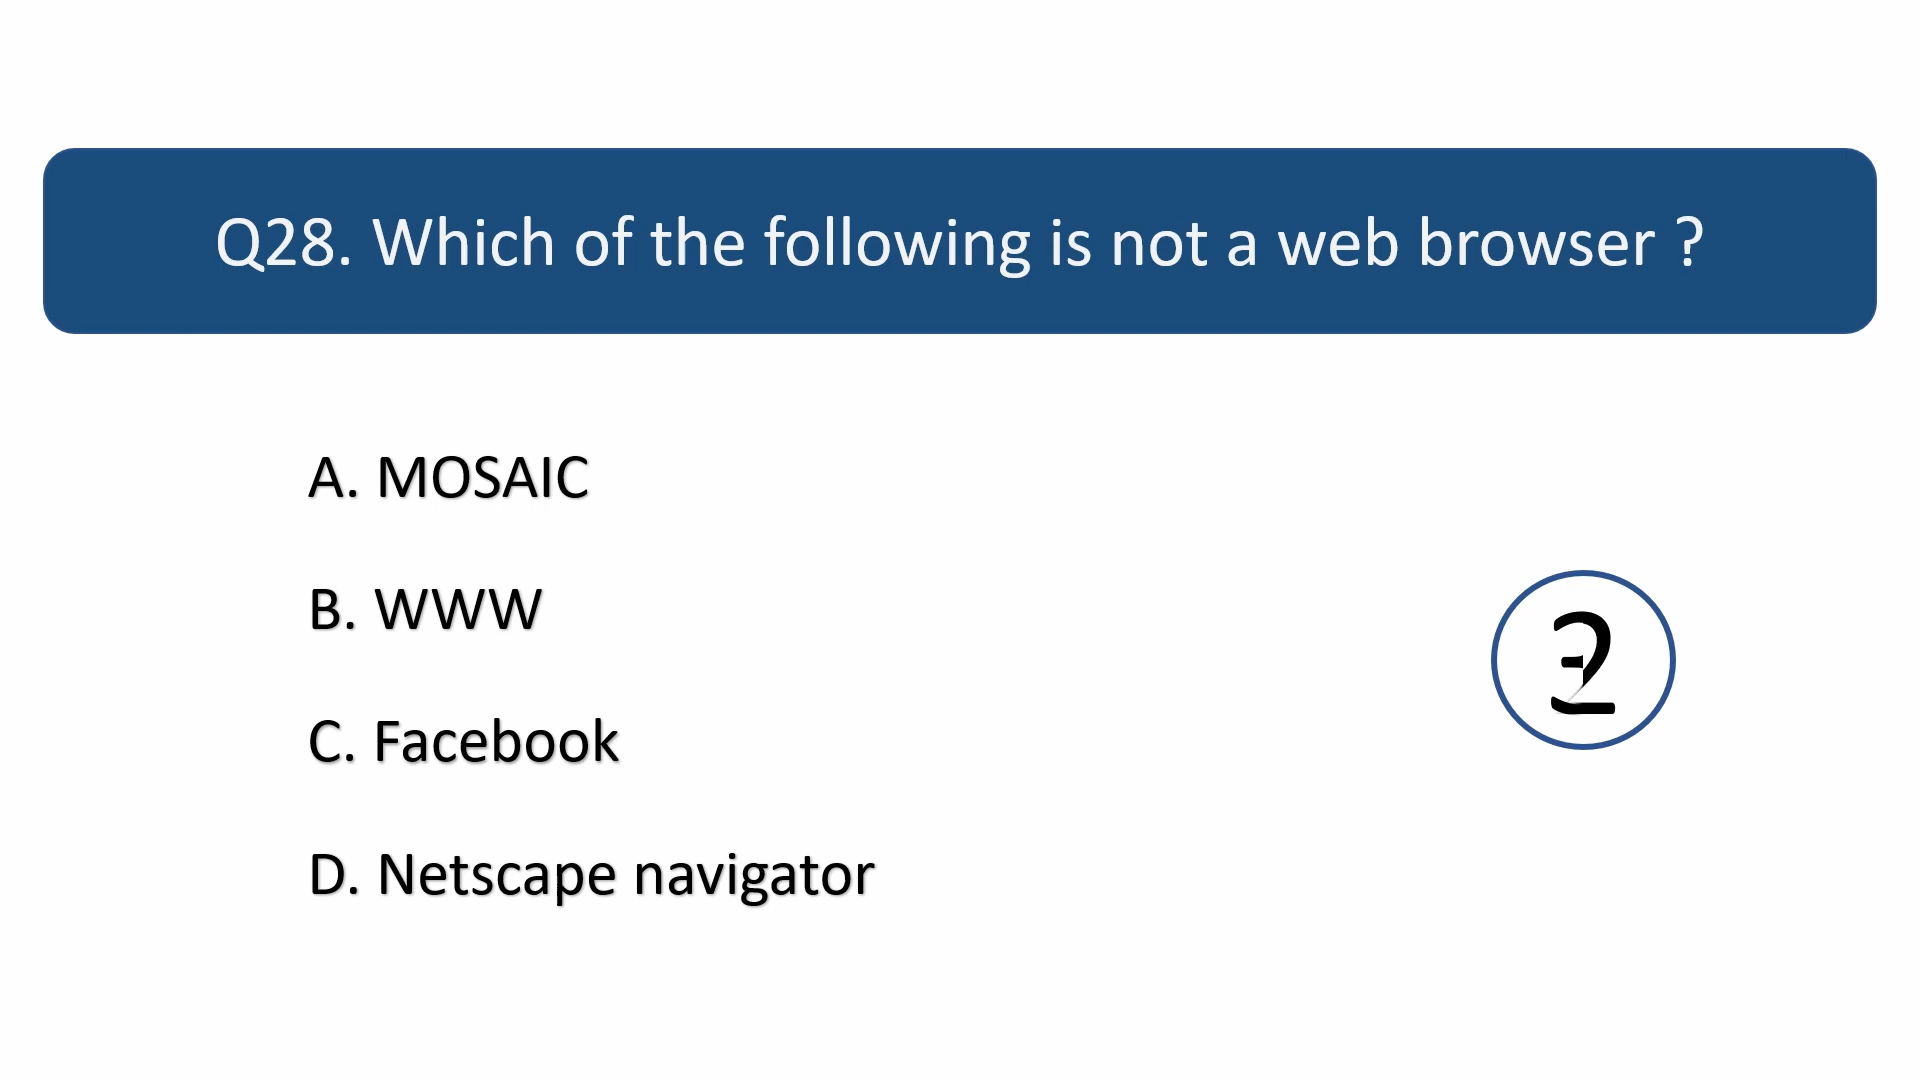 Q28. Which of the following is not a web browser ?
A. MOSAIC
B. WWW
C. Facebook
D. Netscape navigator